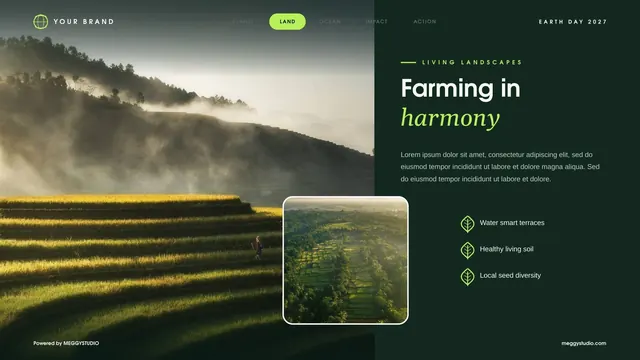 YOUR BRAND
LAND
OCEAN
IMPACT
ACTION
EARTH DAY 2027
LIVING LANDSCAPES
Farming in
harmony
Lorem ipsum dolor sit amet, consectetur adipiscing elit, sed do
eiusmod tempor incididunt ut labore et dolore magna aliqua. Sed
do eiusmod tempor incididunt ut labore et dolore.
Water smart terraces
Healthy living soil
Local seed diversity
Powered by MEGGYSTUDIO
meggystudio.com